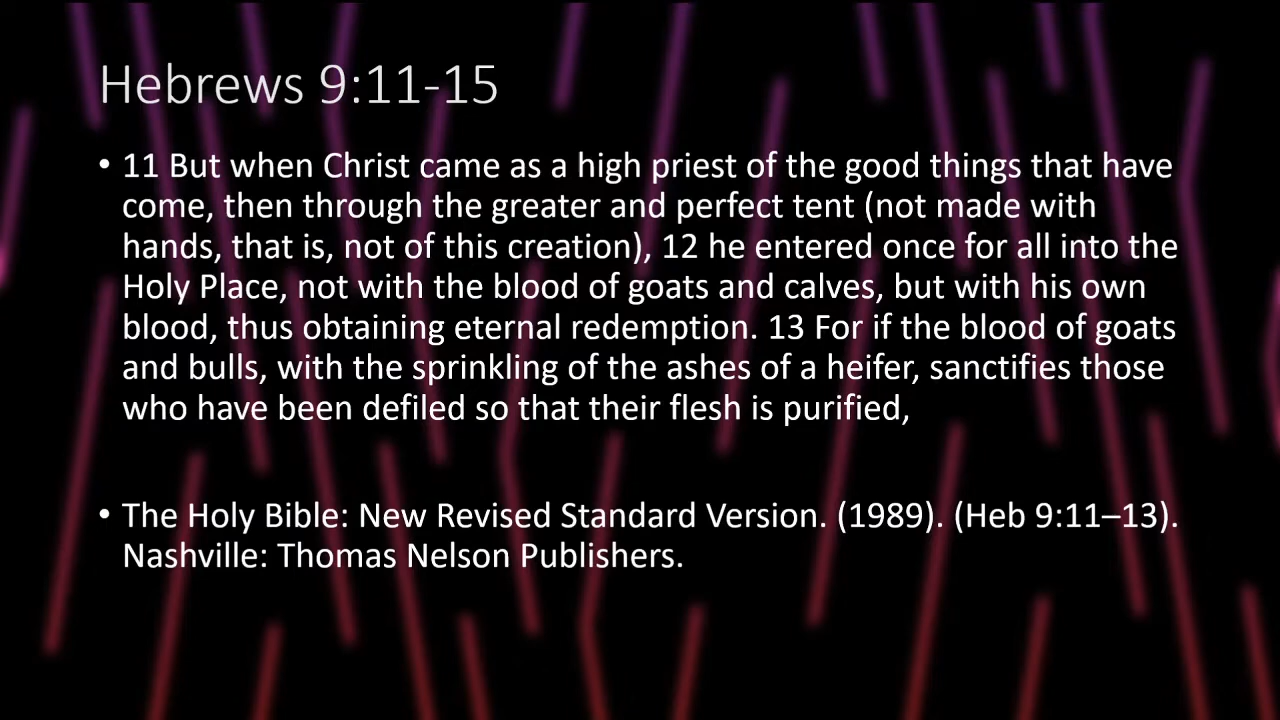 Hebrews 9:11-15
• 11 But when Christ came as a high priest of the good things that have
come, then through the greater and perfect tent (not made with
hands, that is, not of this creation), 12 he entered once for all into the
Holy Place, not with the blood of goats and calves, but with his own
blood, thus obtaining eternal redemption. 13 For if the blood of goats
and bulls, with the sprinkling of the ashes of a heifer, sanctifies those
who have been defiled so that their flesh is purified,
• The Holy Bible: New Revised Standard Version. (1989). (Heb 9:11–13).
Nashville: Thomas Nelson Publishers.